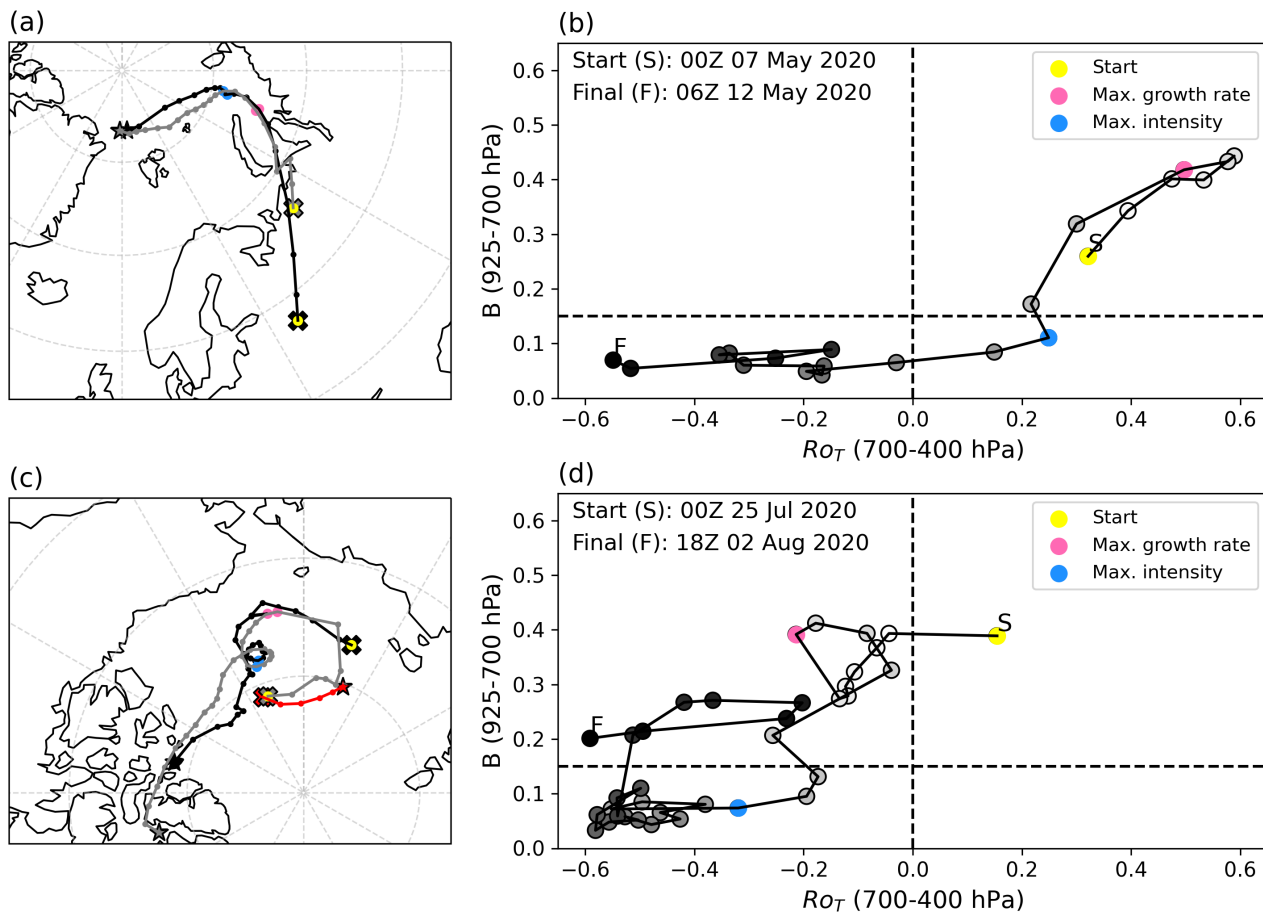 (a)
(b)
Start (S): 00Z 07 May 2020
Final (F): 06Z 12 May 2020
Start
Max. growth rate
Max. intensity
S
F
B (925-700 hPa)
0.6
0.5
0.4
0.3
0.2
0.1
0.0
−0.6 −0.4 −0.2 0.0 0.2 0.4 0.6
Ro_T (700-400 hPa)
(c)
(d)
Start (S): 00Z 25 Jul 2020
Final (F): 18Z 02 Aug 2020
Start
Max. growth rate
Max. intensity
S
F
B (925-700 hPa)
0.6
0.5
0.4
0.3
0.2
0.1
0.0
−0.6 −0.4 −0.2 0.0 0.2 0.4 0.6
Ro_T (700-400 hPa)